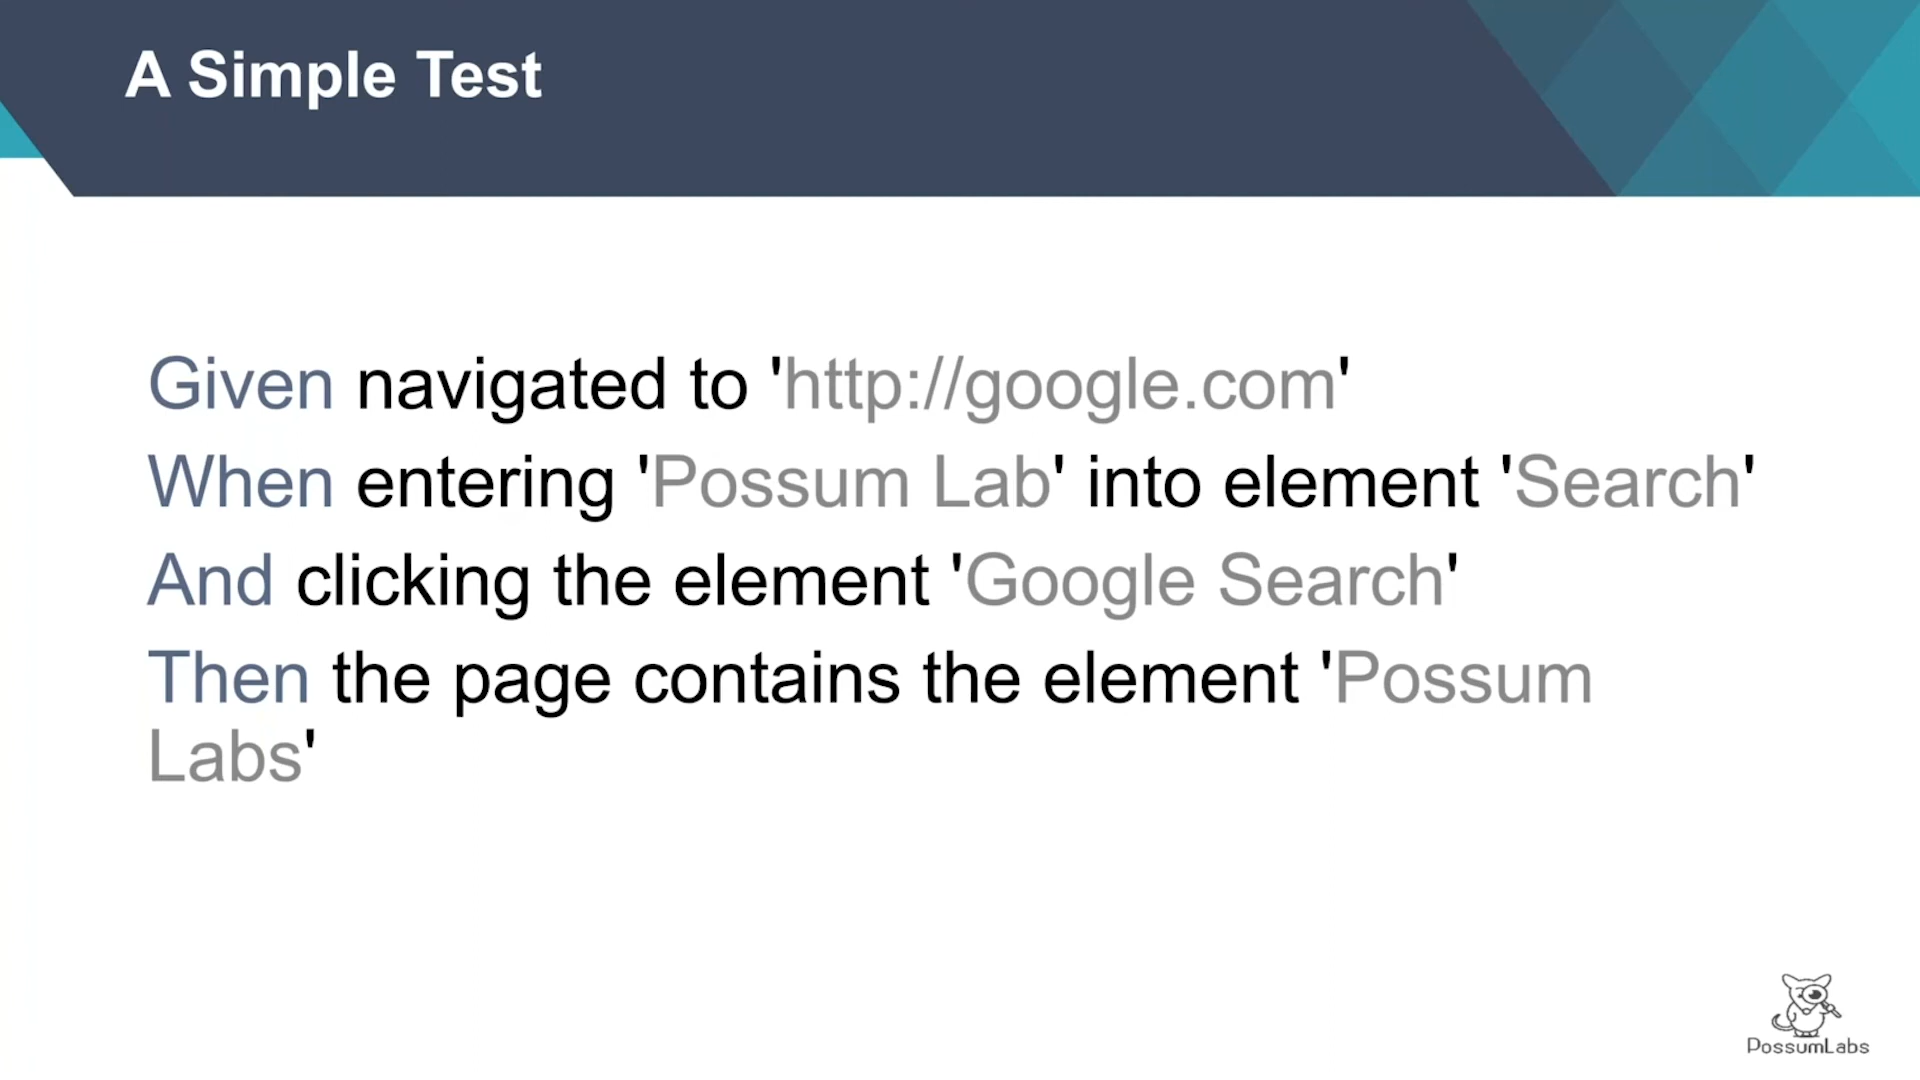 A Simple Test
Given navigated to 'http://google.com'
When entering 'Possum Lab' into element 'Search'
And clicking the element 'Google Search'
Then the page contains the element 'Possum
Labs'
PossumLabs